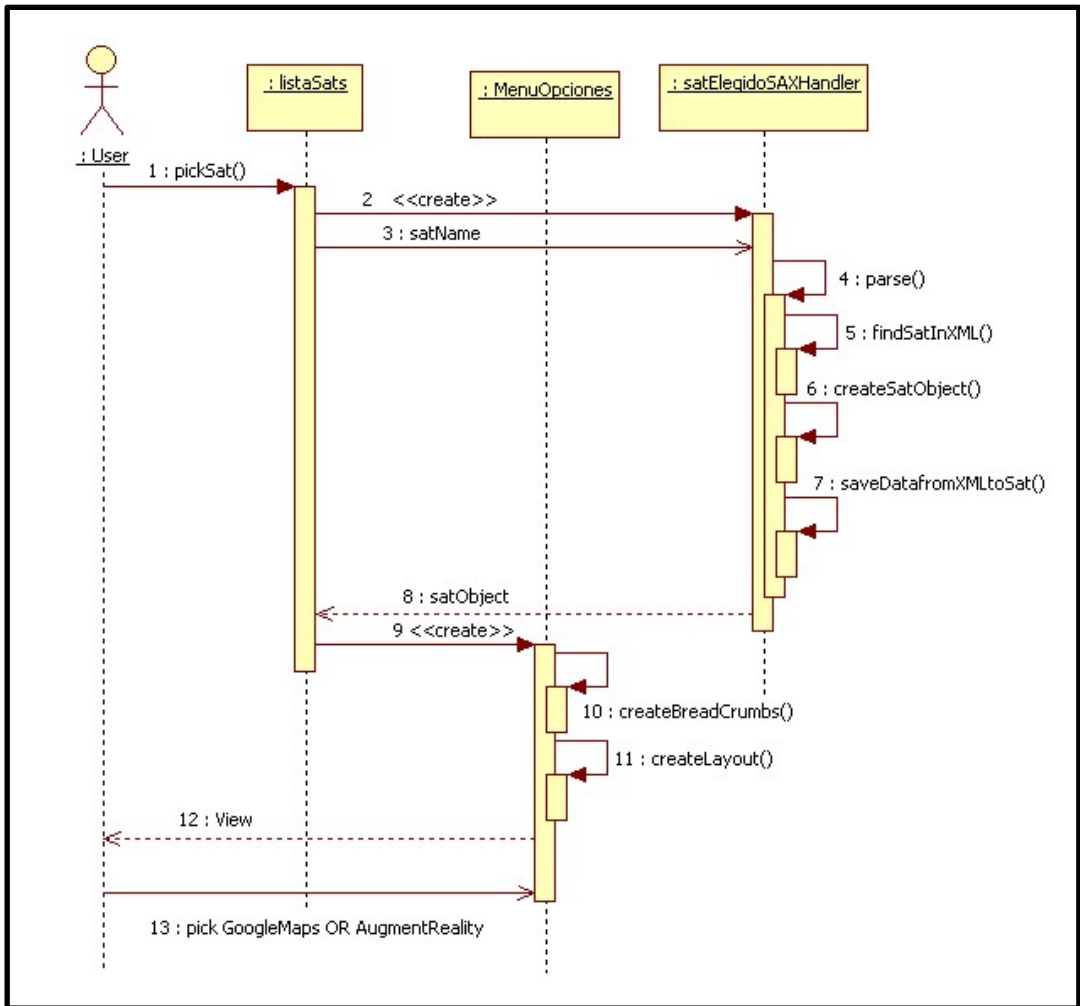 : listaSats
: MenuOpciones
: satElegidoSAXHandler
: User
1 : pickSat()
2 <<create>>
3 : satName
4 : parse()
5 : findSatInXML()
6 : createSatObject()
7 : saveDatafromXMLtoSat()
8 : satObject
9 <<create>>
10 : createBreadCrumbs()
11 : createLayout()
12 : View
13 : pick GoogleMaps OR AugmentReality